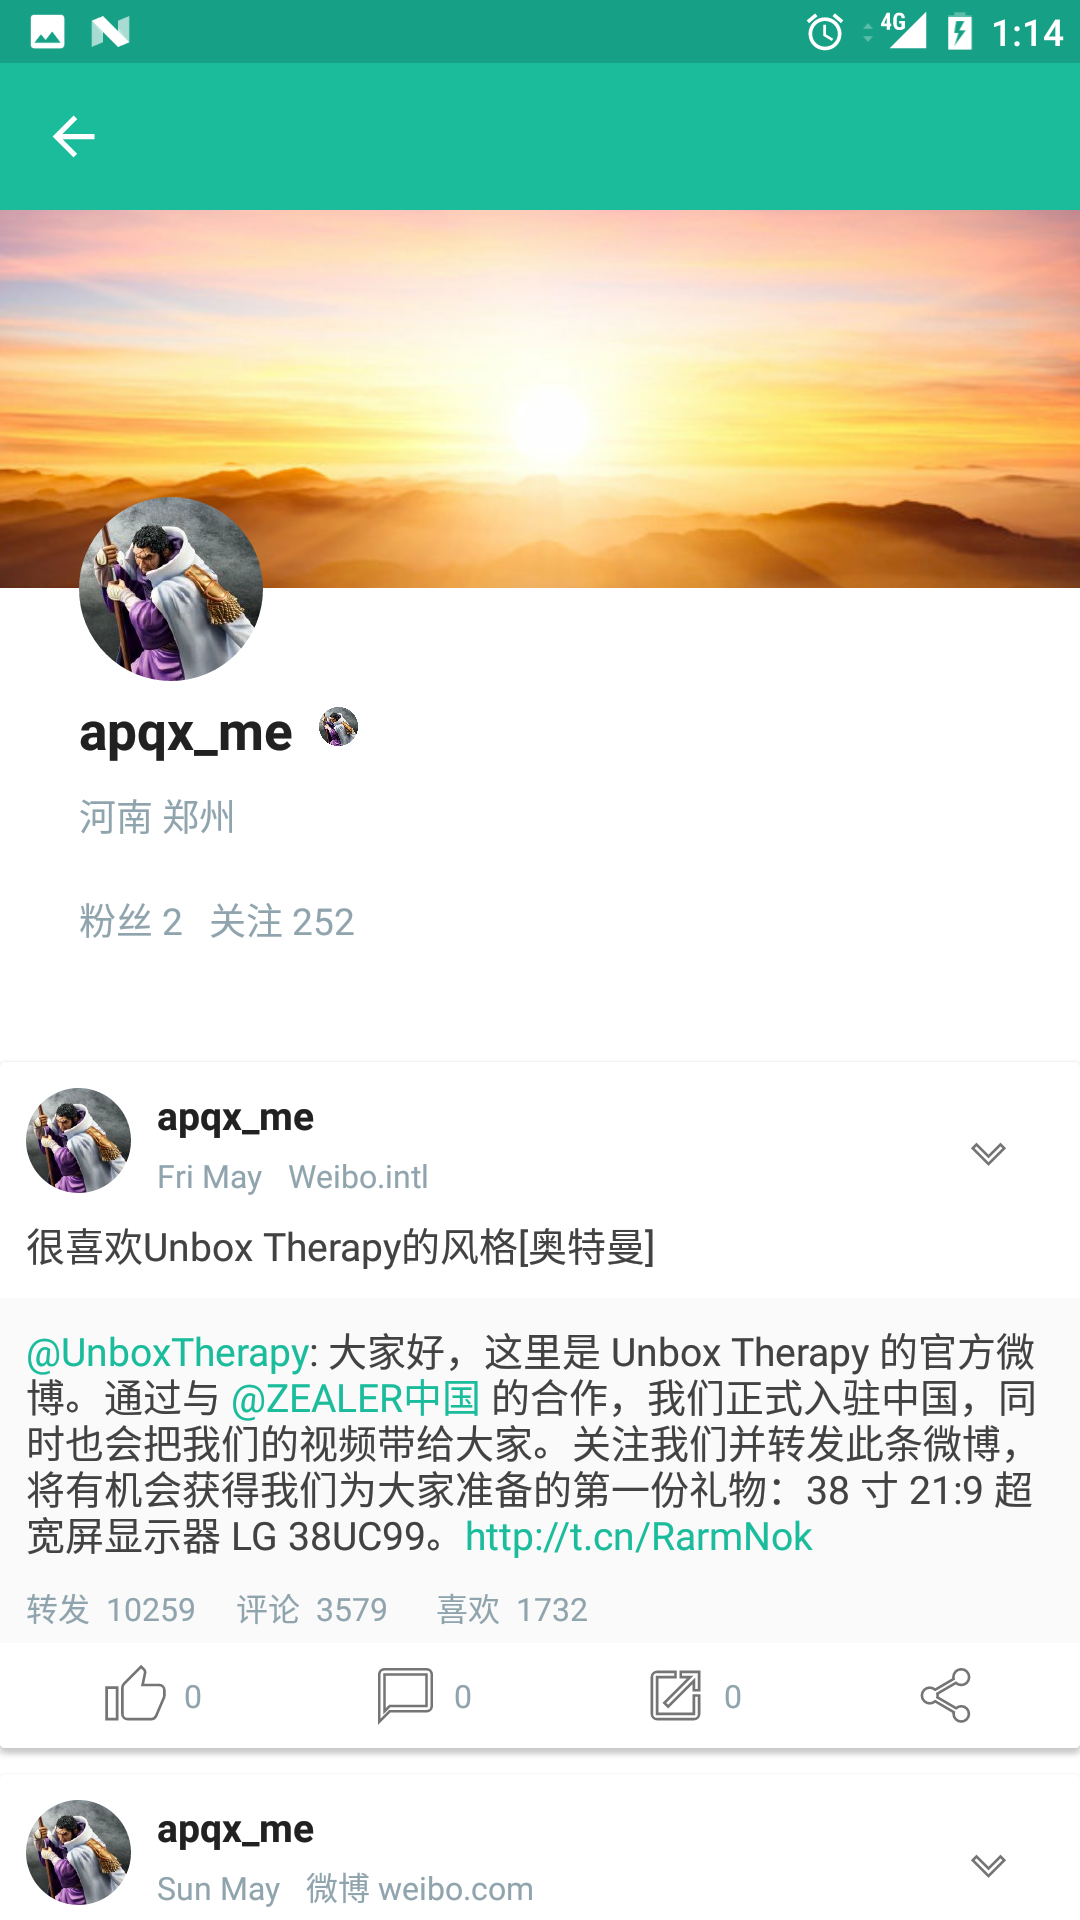 4G 1:14
apqx_me
河南 郑州
粉丝 2 关注 252
apqx_me
Fri May Weibo.intl
很喜欢Unbox Therapy的风格[奥特曼]
@UnboxTherapy: 大家好，这里是 Unbox Therapy 的官方微
博。通过与 @ZEALER中国 的合作，我们正式入驻中国，同
时也会把我们的视频带给大家。关注我们并转发此条微博，
将有机会获得我们为大家准备的第一份礼物：38 寸 21:9 超
宽屏显示器 LG 38UC99。http://t.cn/RarmNok
转发 10259 评论 3579 喜欢 1732
0 0 0
apqx_me
Sun May 微博 weibo.com